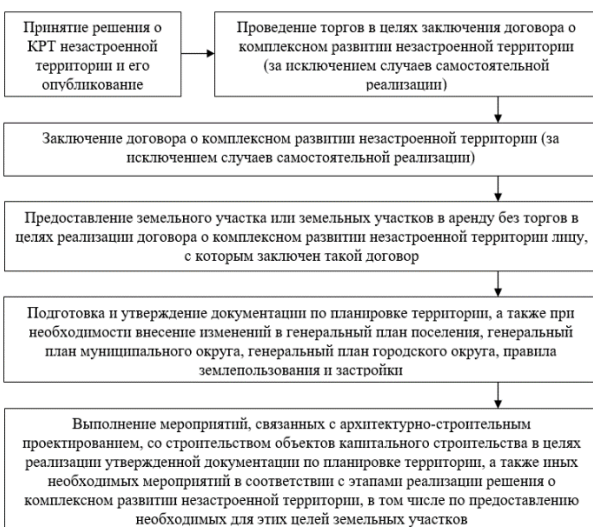 Принятие решения о
КРТ незастроенной
территории и его
опубликование
Проведение торгов в целях заключения договора о
комплексном развитии незастроенной территории
(за исключением случаев самостоятельной
реализации)
Заключение договора о комплексном развитии незастроенной территории (за
исключением случаев самостоятельной реализации)
Предоставление земельного участка или земельных участков в аренду без торгов в
целях реализации договора о комплексном развитии незастроенной территории лицу,
с которым заключен такой договор
Подготовка и утверждение документации по планировке территории, а также при
необходимости внесение изменений в генеральный план поселения, генеральный
план муниципального округа, генеральный план городского округа, правила
землепользования и застройки
Выполнение мероприятий, связанных с архитектурно-строительным
проектированием, со строительством объектов капитального строительства в целях
реализации утвержденной документации по планировке территории, а также иных
необходимых мероприятий в соответствии с этапами реализации решения о
комплексном развитии незастроенной территории, в том числе по предоставлению
необходимых для этих целей земельных участков